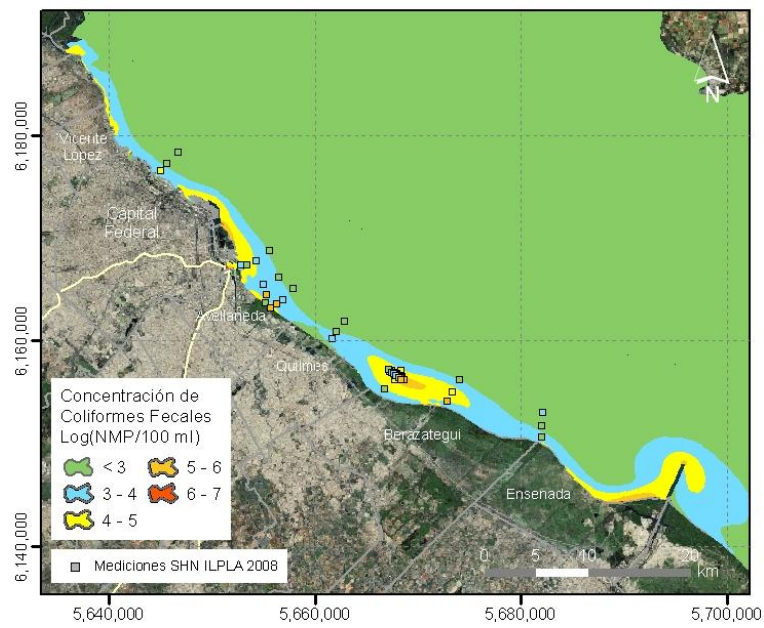 N
6,180,000
6,160,000
6,140,000
Vicente
López
Capital
Federal
Avellaneda
Quilmes
Berazategui
Ensenada
Concentración de
Coliformes Fecales
Log(NMP/100 ml)
< 3
5 - 6
3 - 4
6 - 7
4 - 5
Mediciones SHN ILPLA 2008
0 5 10 20
km
5,640,000 5,660,000 5,680,000 5,700,000